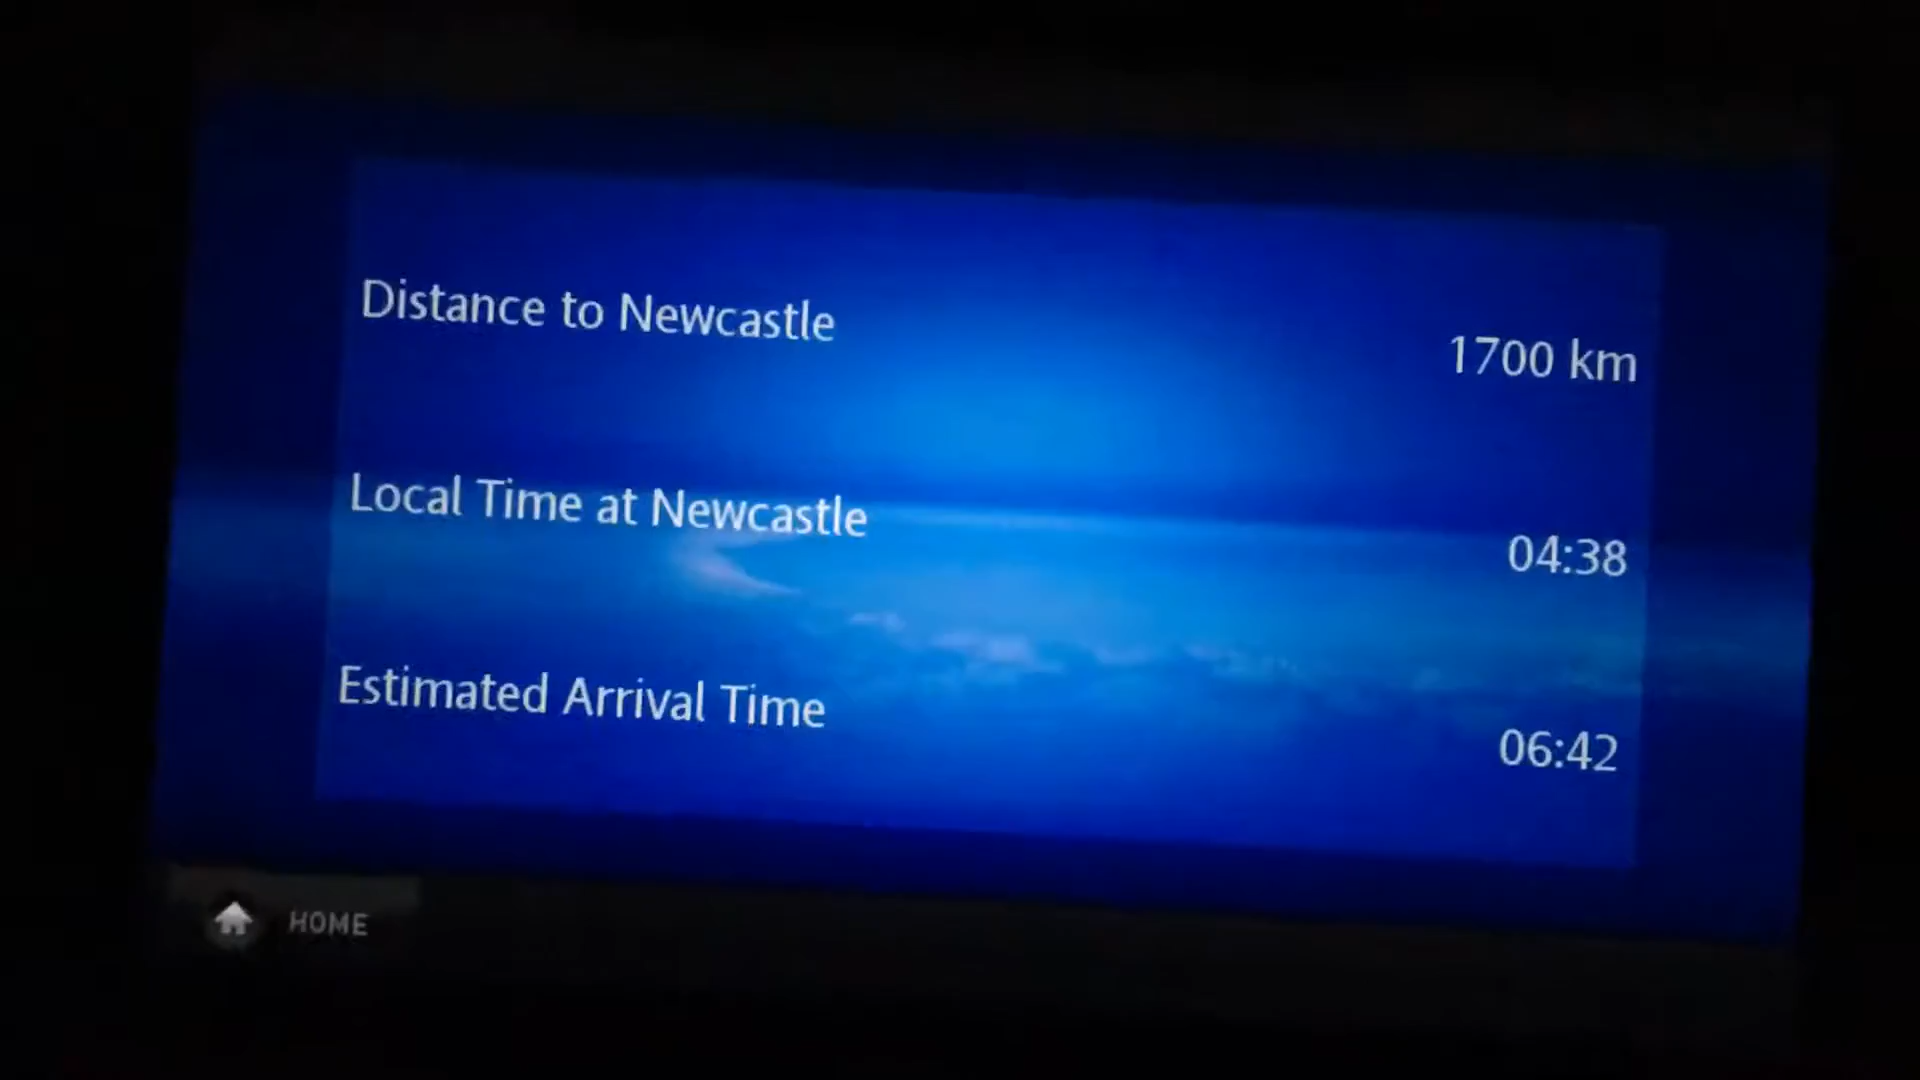 Distance to Newcastle
1700 km
Local Time at Newcastle
04:38
Estimated Arrival Time
06:42
HOME